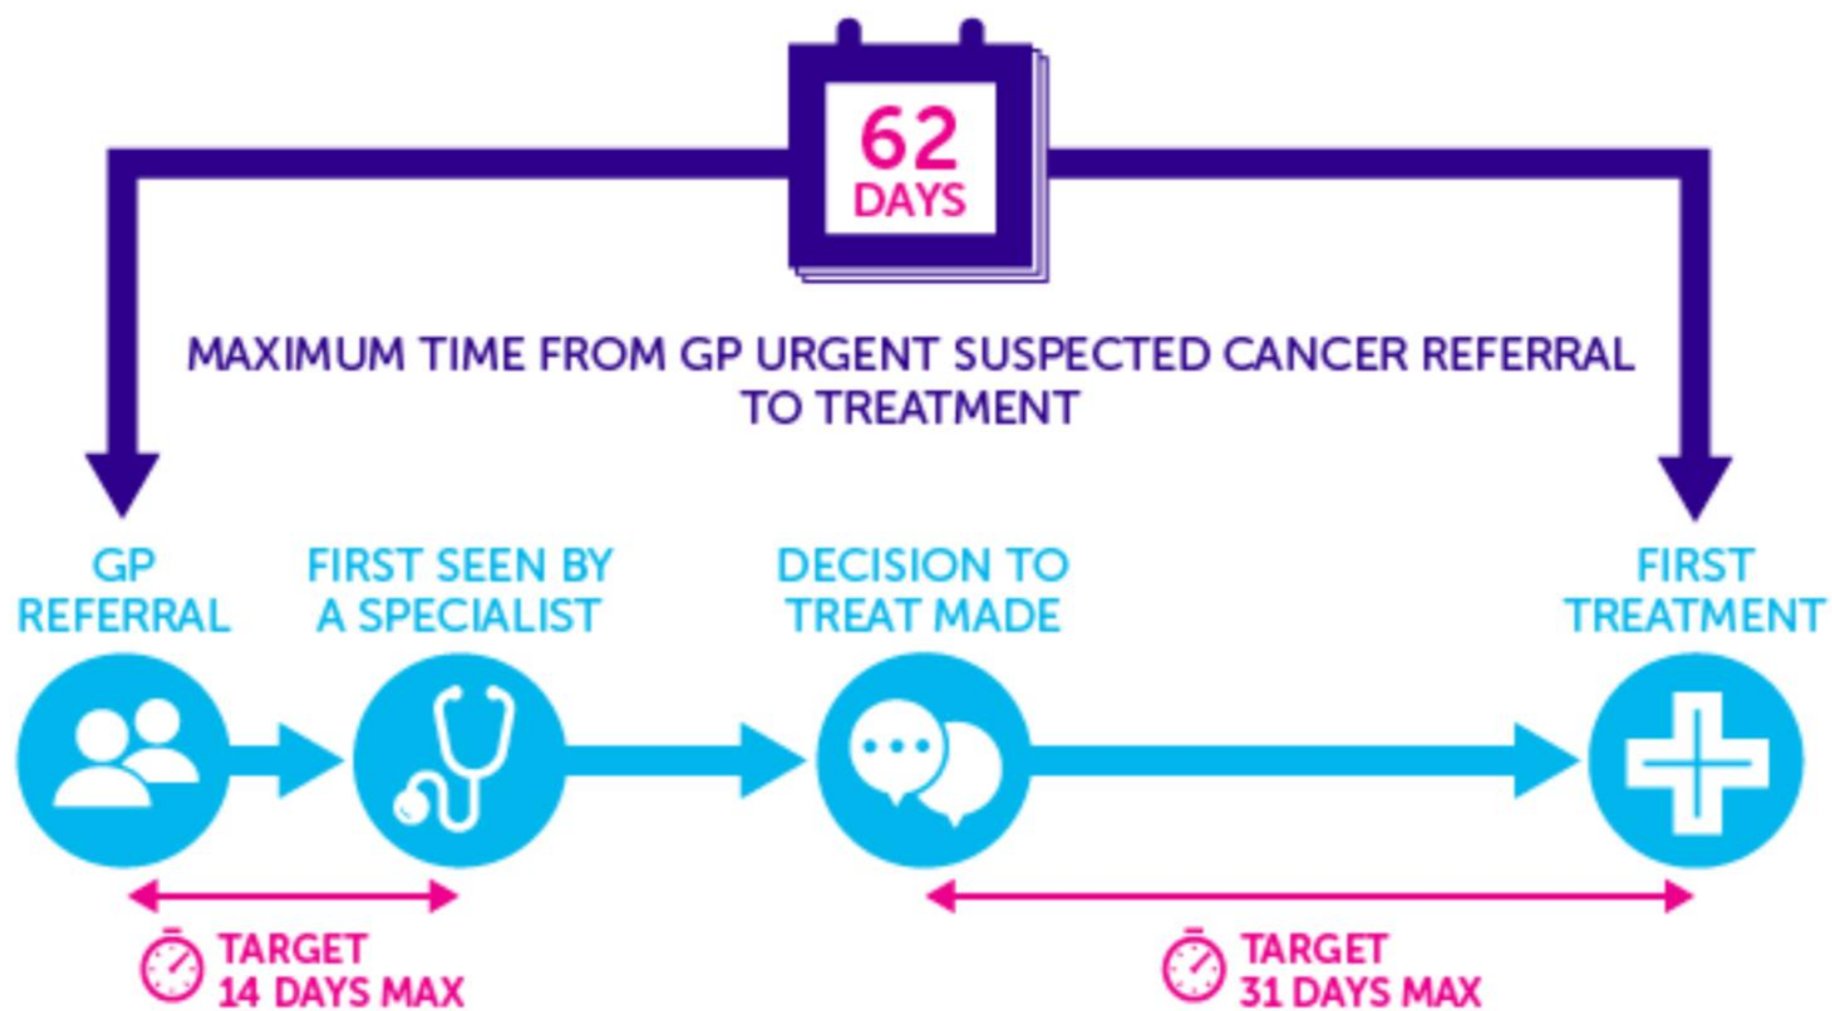 62
DAYS
MAXIMUM TIME FROM GP URGENT SUSPECTED CANCER REFERRAL
TO TREATMENT
GP
REFERRAL
FIRST SEEN BY
A SPECIALIST
DECISION TO
TREAT MADE
FIRST
TREATMENT
TARGET
14 DAYS MAX
TARGET
31 DAYS MAX